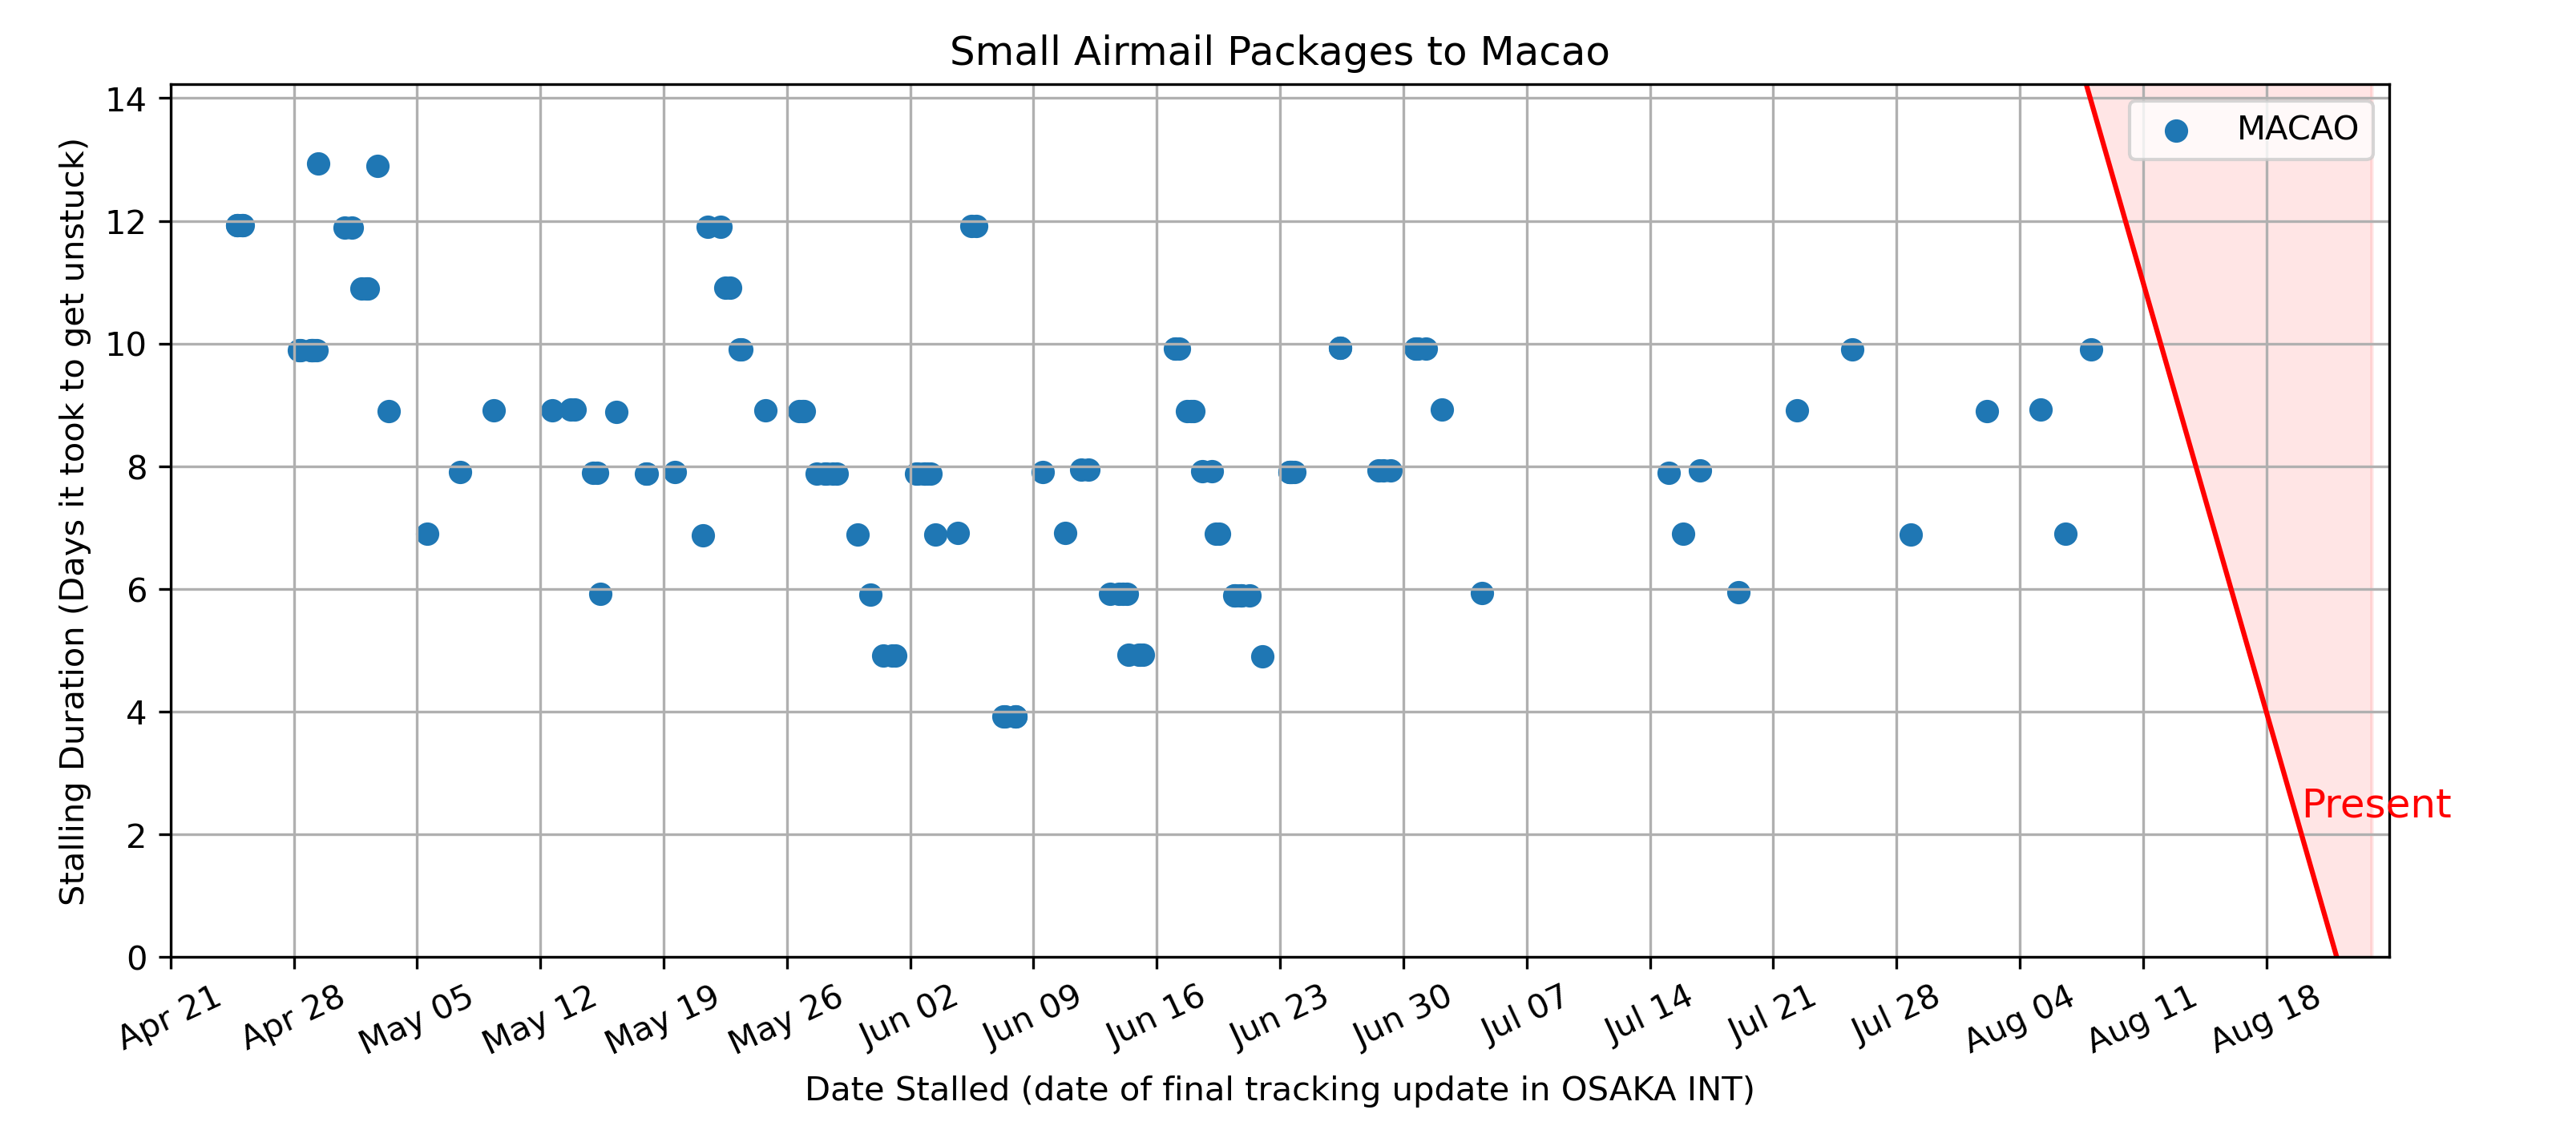 Small Airmail Packages to Macao
MACAO
14
12
10
8
6
4
2
0
Stalling Duration (Days it took to get unstuck)
Present
Apr 21
Apr 28
May 05
May 12
May 19
May 26
Jun 02
Jun 09
Jun 16
Jun 23
Jun 30
Jul 07
Jul 14
Jul 21
Jul 28
Aug 04
Aug 11
Aug 18
Date Stalled (date of final tracking update in OSAKA INT)